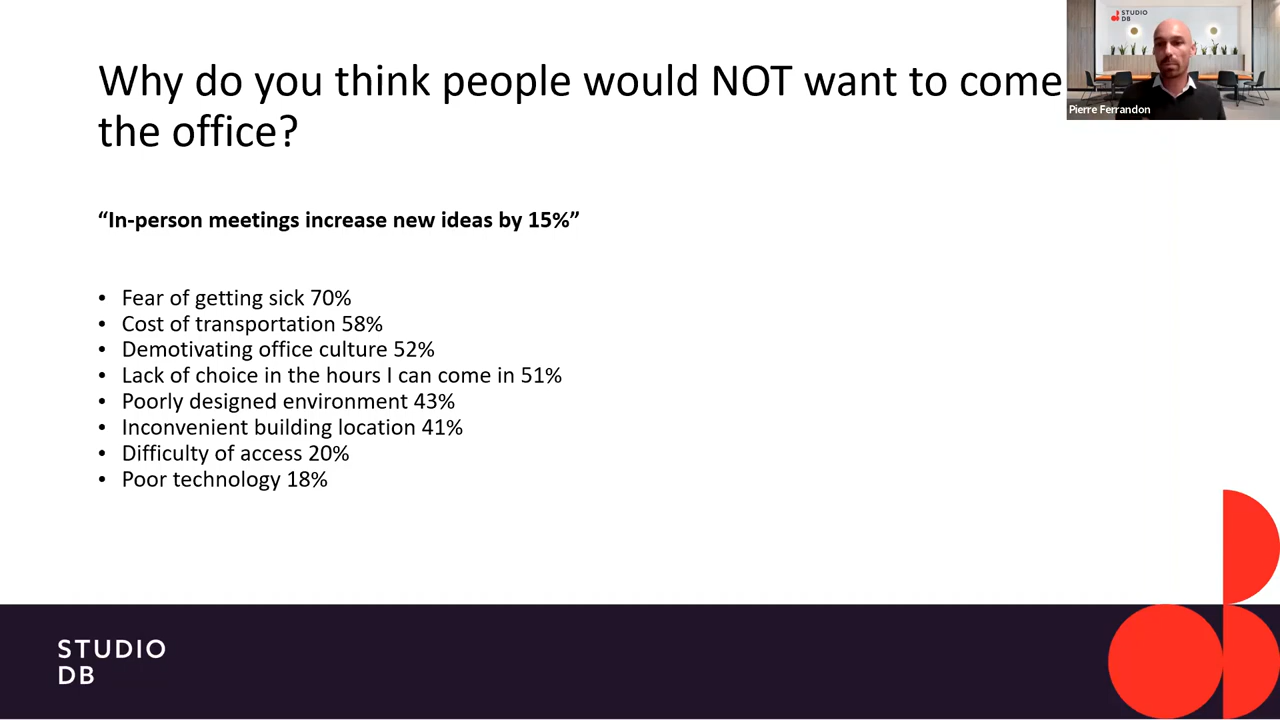 Why do you think people would NOT want to come
the office?
STUDIO
DB
Pierre Ferrandon
“In-person meetings increase new ideas by 15%”
• Fear of getting sick 70%
• Cost of transportation 58%
• Demotivating office culture 52%
• Lack of choice in the hours I can come in 51%
• Poorly designed environment 43%
• Inconvenient building location 41%
• Difficulty of access 20%
• Poor technology 18%
STUDIO
DB